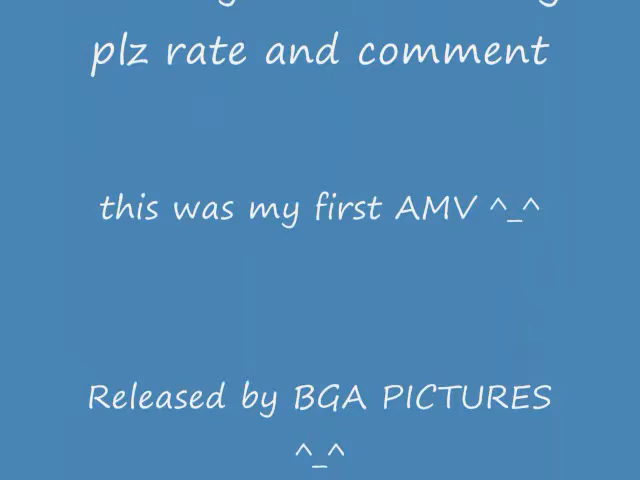 plz rate and comment
this was my first AMV ^_^
Released by BGA PICTURES
^_^